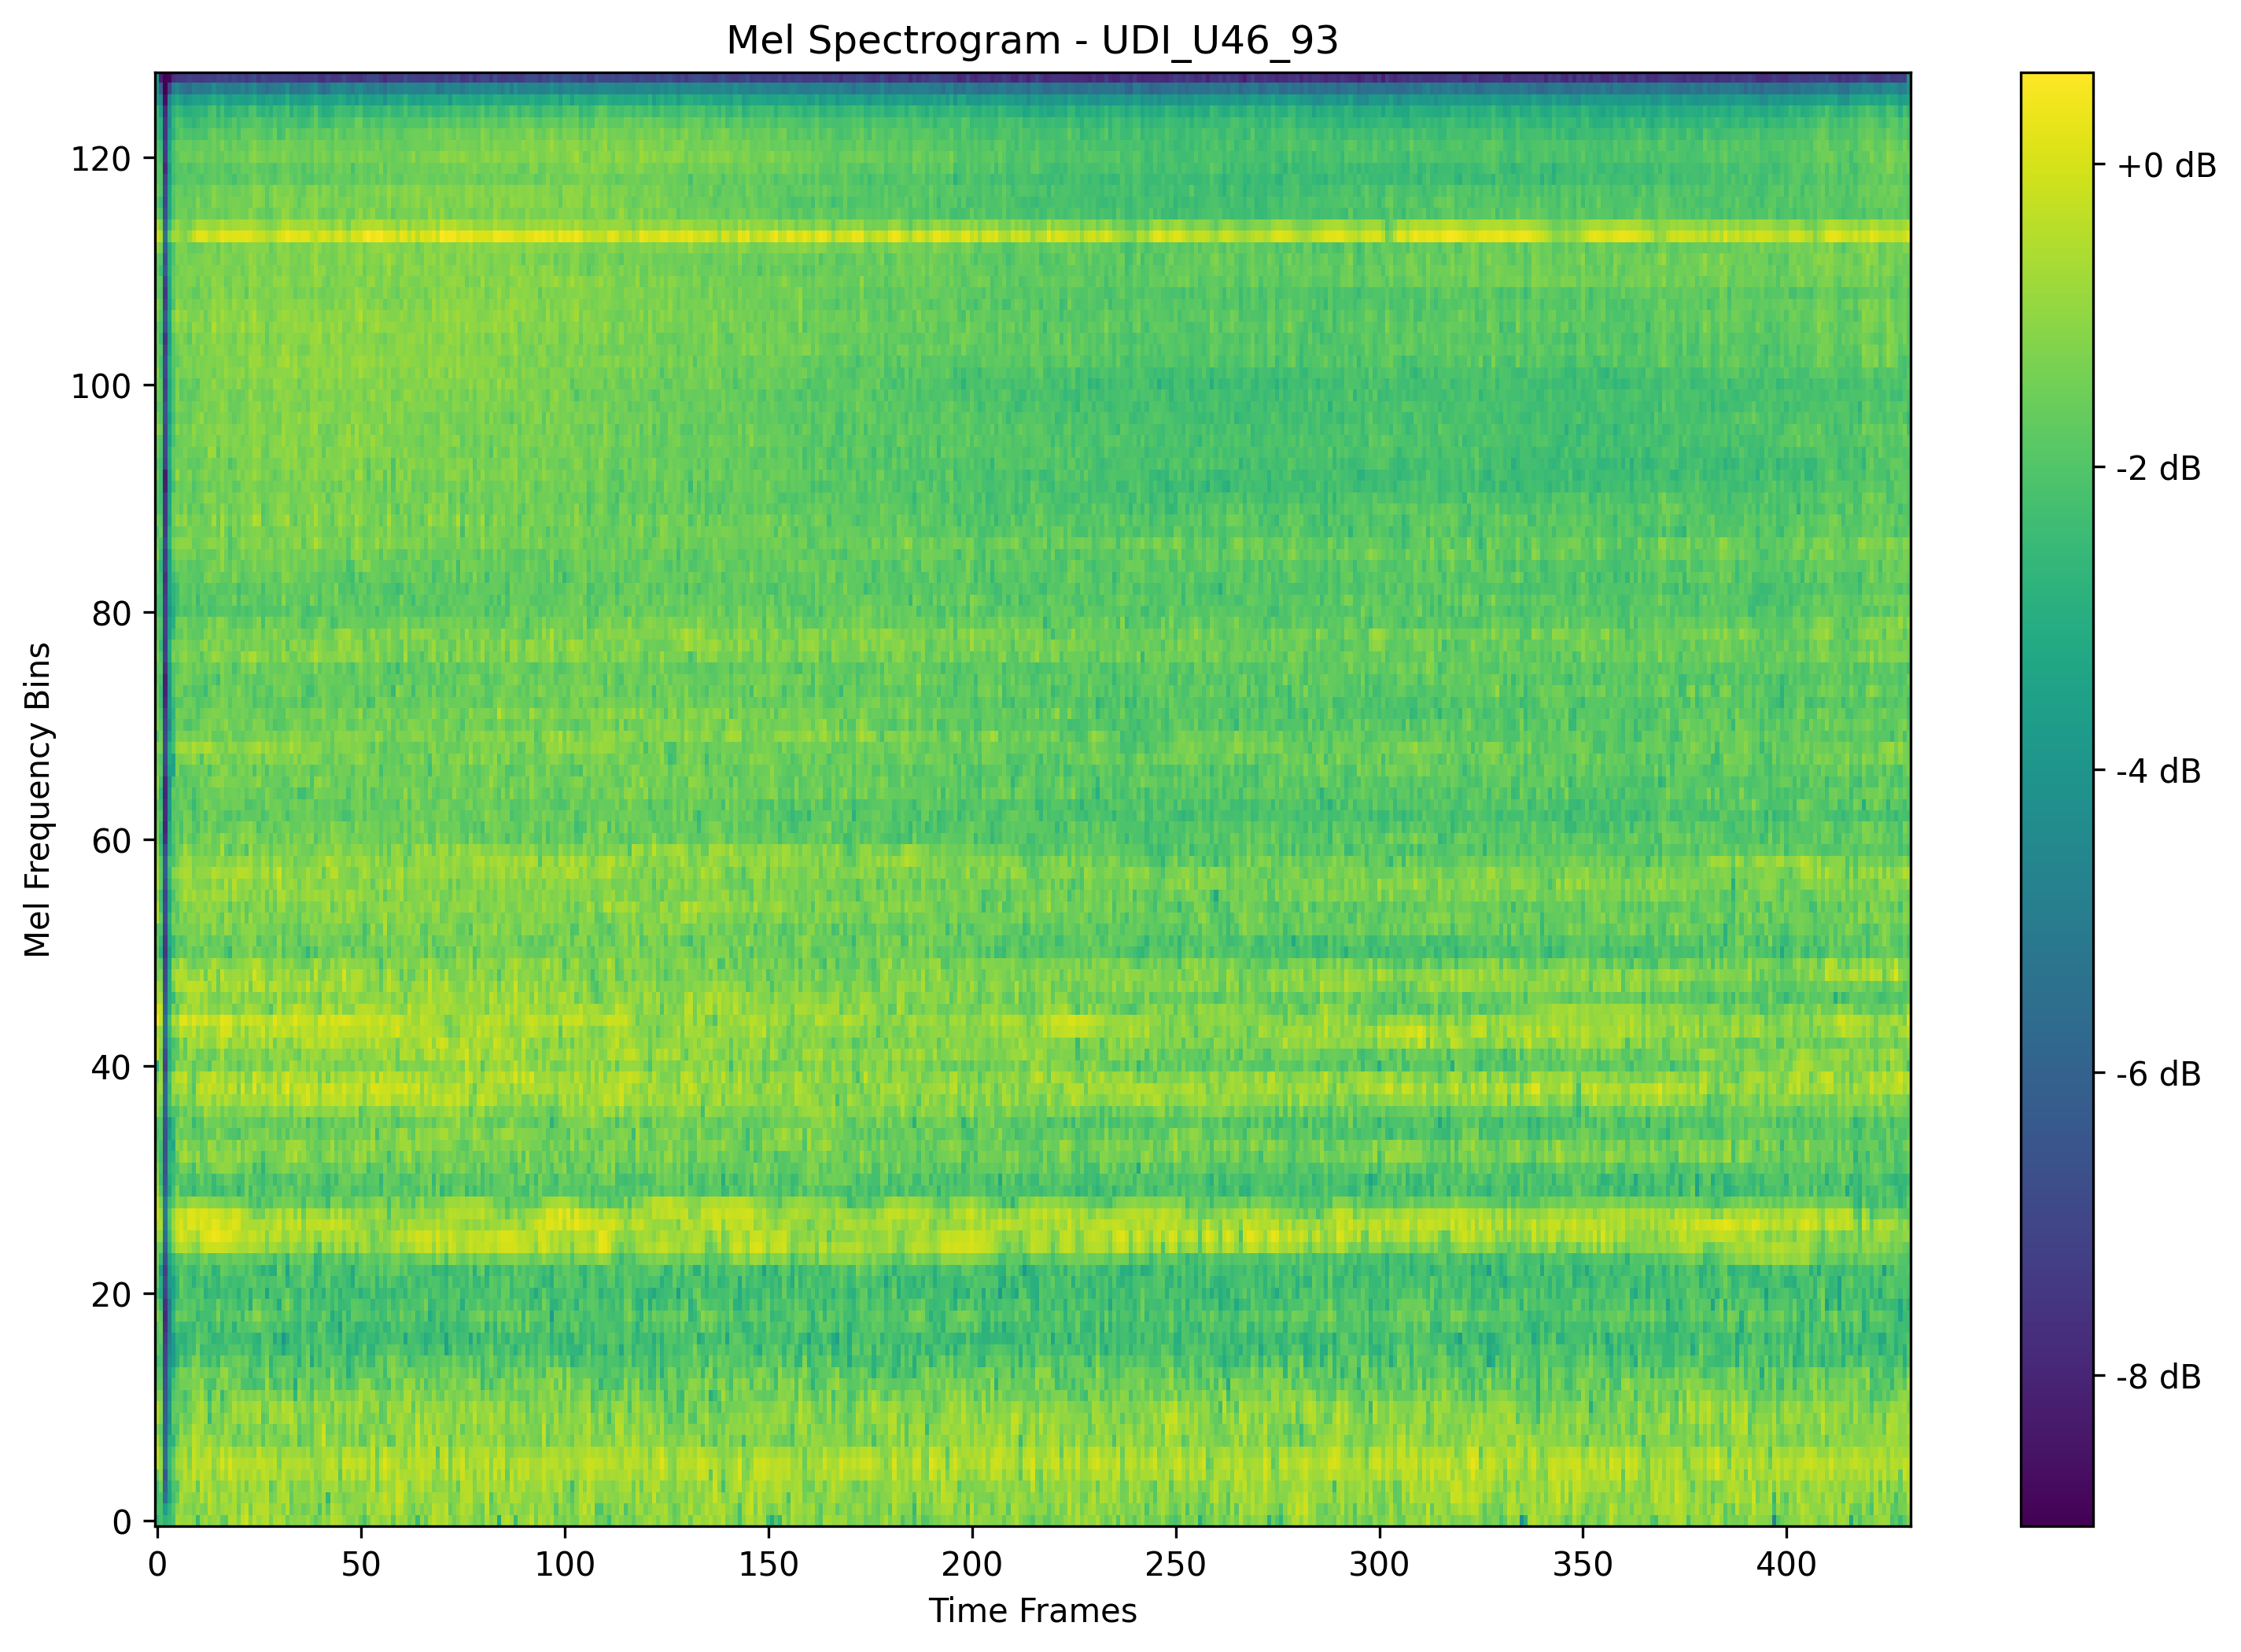 Mel Spectrogram - UDI_U46_93
120
100
80
60
40
20
0
Mel Frequency Bins
0 50 100 150 200 250 300 350 400
Time Frames
+0 dB
-2 dB
-4 dB
-6 dB
-8 dB